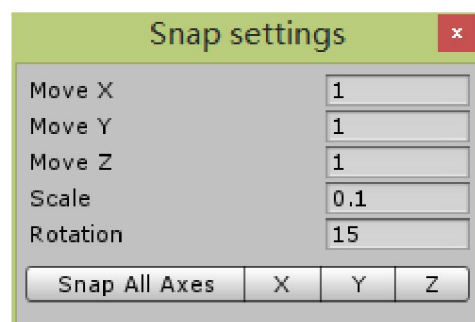 Snap settings x
Move X 1
Move Y 1
Move Z 1
Scale 0.1
Rotation 15
Snap All Axes X Y Z